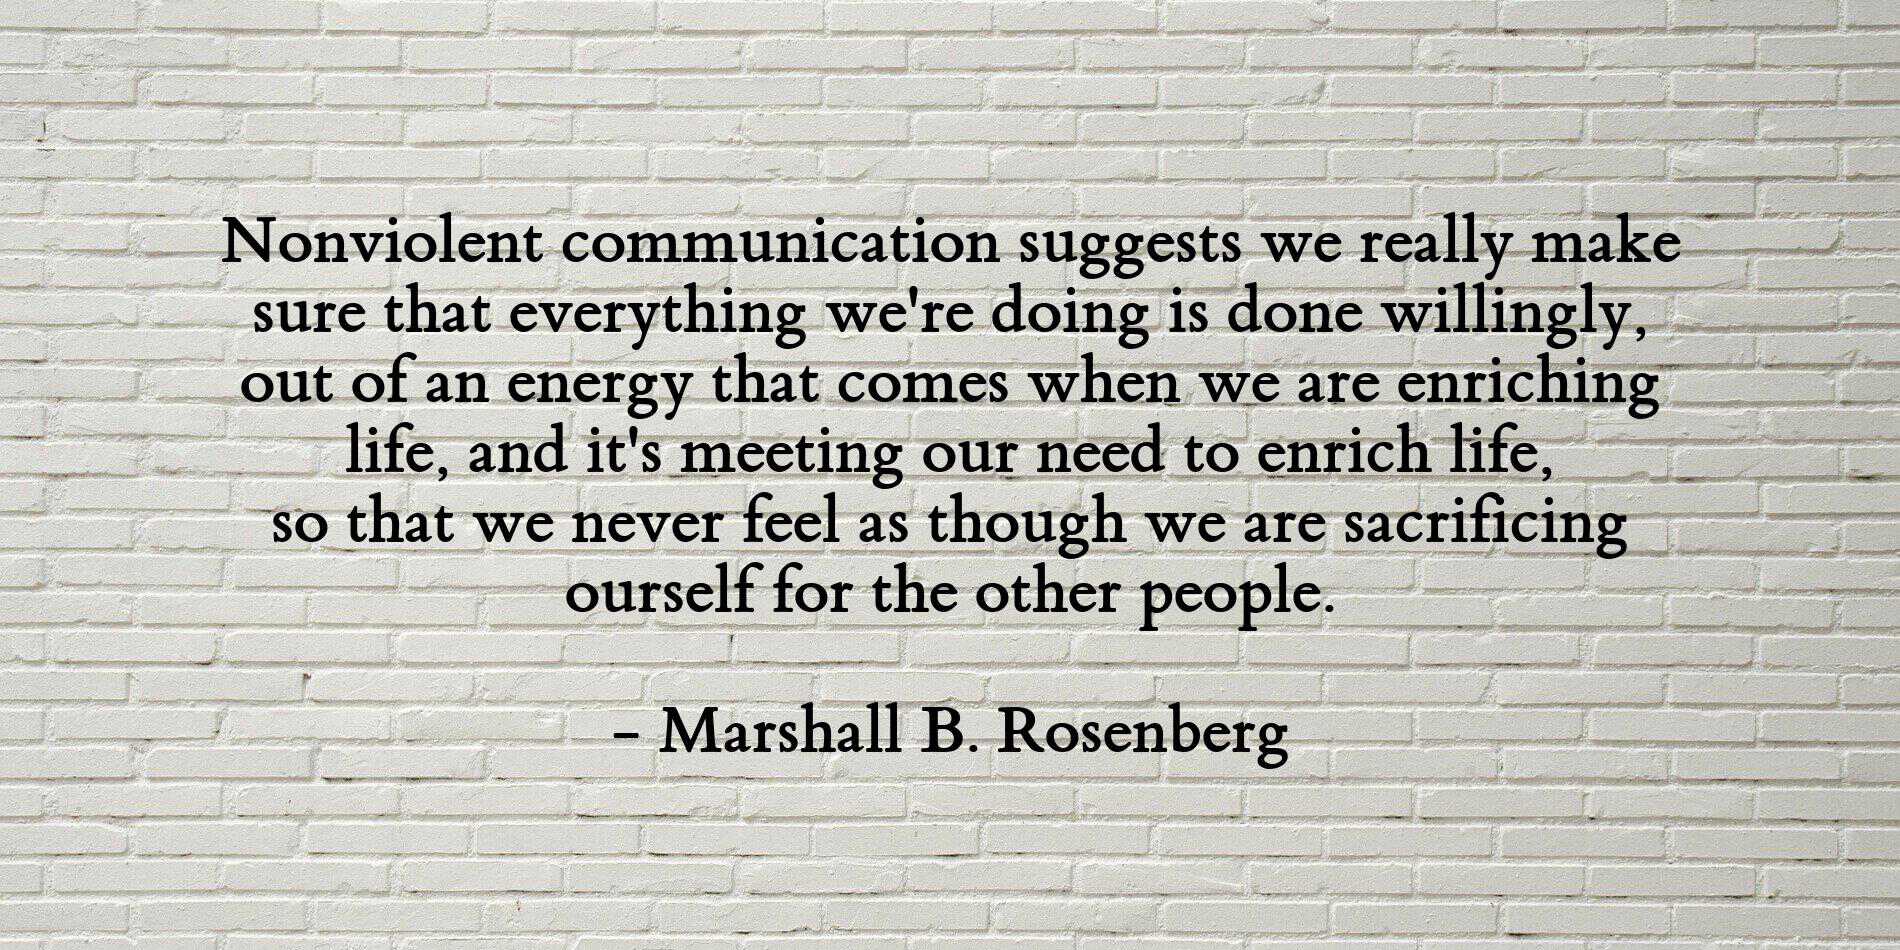 Nonviolent communication suggests we really make
sure that everything we're doing is done willingly,
out of an energy that comes when we are enriching
life, and it's meeting our need to enrich life,
so that we never feel as though we are sacrificing
ourself for the other people.
– Marshall B. Rosenberg